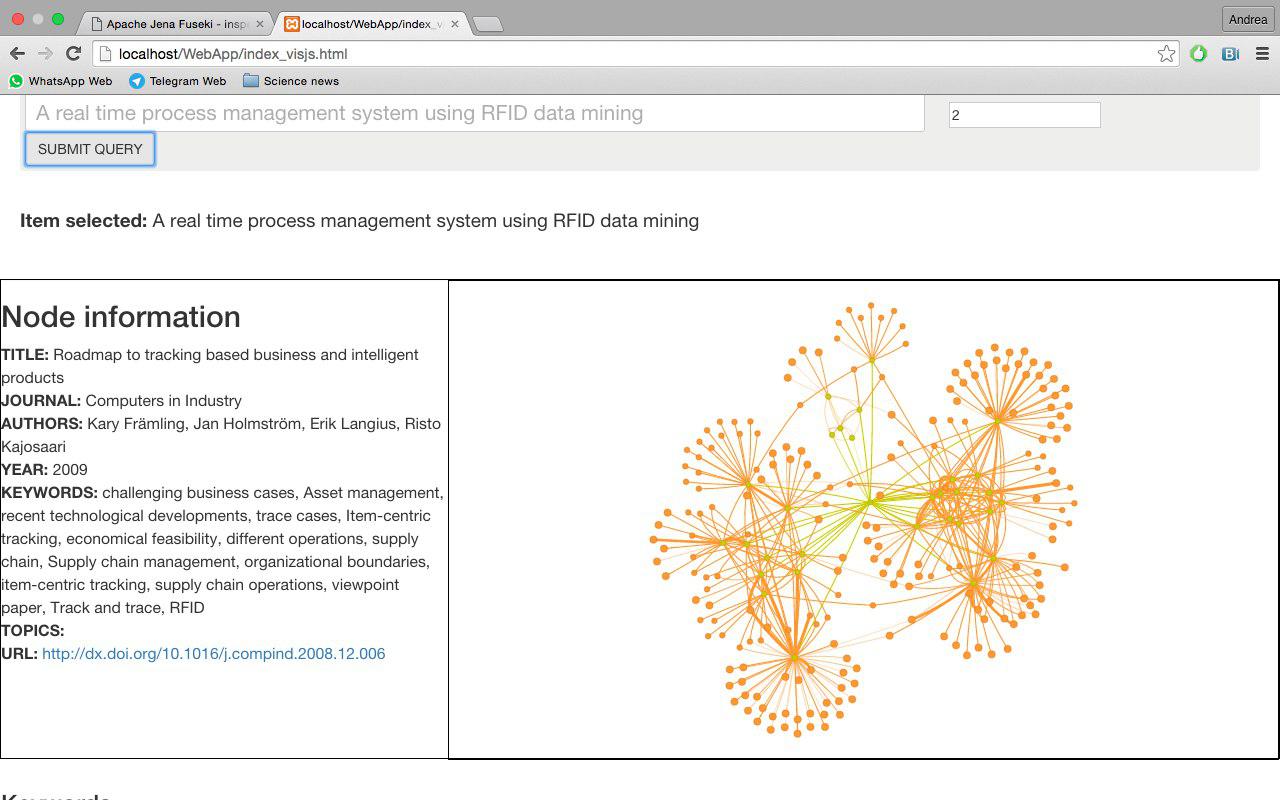 Apache Jena Fuseki - insp
localhost/WebApp/index_v
Andrea
localhost/WebApp/index_visjs.html
WhatsApp Web
Telegram Web
Science news
A real time process management system using RFID data mining
2
SUBMIT QUERY
Item selected: A real time process management system using RFID data mining
Node information
TITLE: Roadmap to tracking based business and intelligent
products
JOURNAL: Computers in Industry
AUTHORS: Kary Främling, Jan Holmström, Erik Langius, Risto
Kajosaari
YEAR: 2009
KEYWORDS: challenging business cases, Asset management,
recent technological developments, trace cases, Item-centric
tracking, economical feasibility, different operations, supply
chain, Supply chain management, organizational boundaries,
item-centric tracking, supply chain operations, viewpoint
paper, Track and trace, RFID
TOPICS:
URL: http://dx.doi.org/10.1016/j.compind.2008.12.006